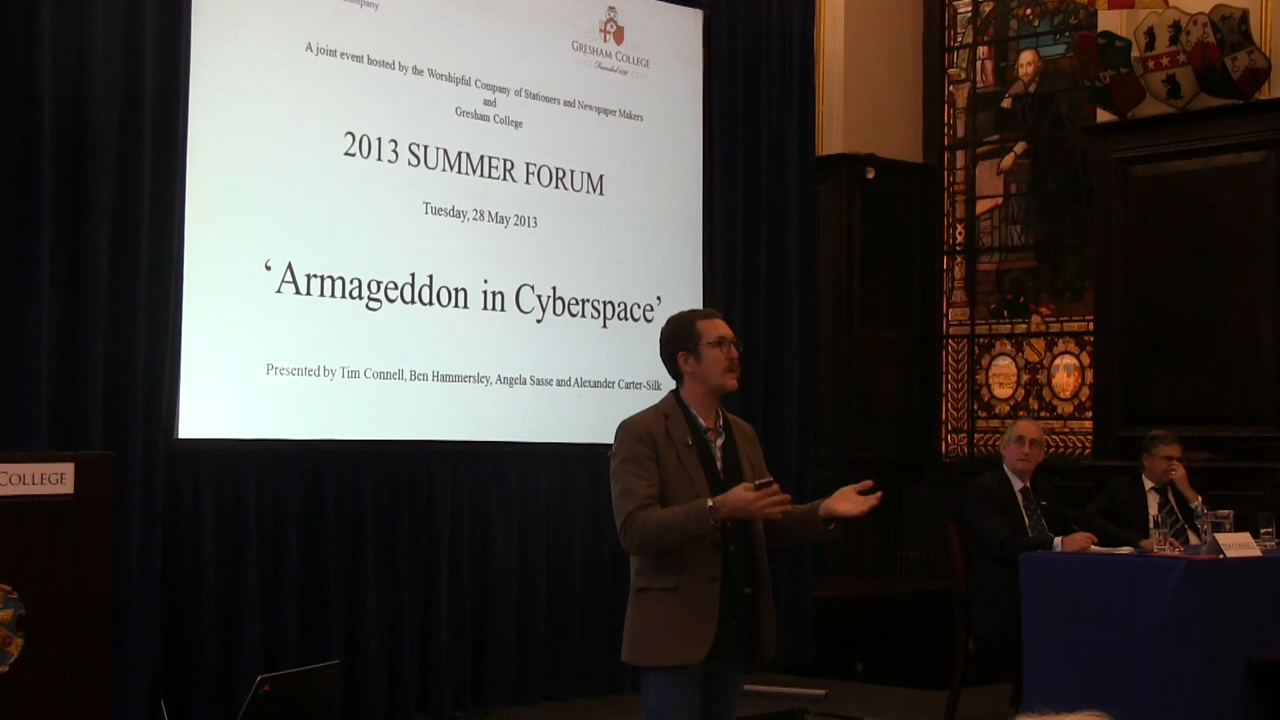 Company
GRESHAM COLLEGE
A joint event hosted by the Worshipful Company of Stationers and Newspaper Makers
and
Gresham College
2013 SUMMER FORUM
Tuesday, 28 May 2013
‘Armageddon in Cyberspace’
Presented by Tim Connell, Ben Hammersley, Angela Sasse and Alexander Carter-Silk
COLLEGE
TIM CONNELL